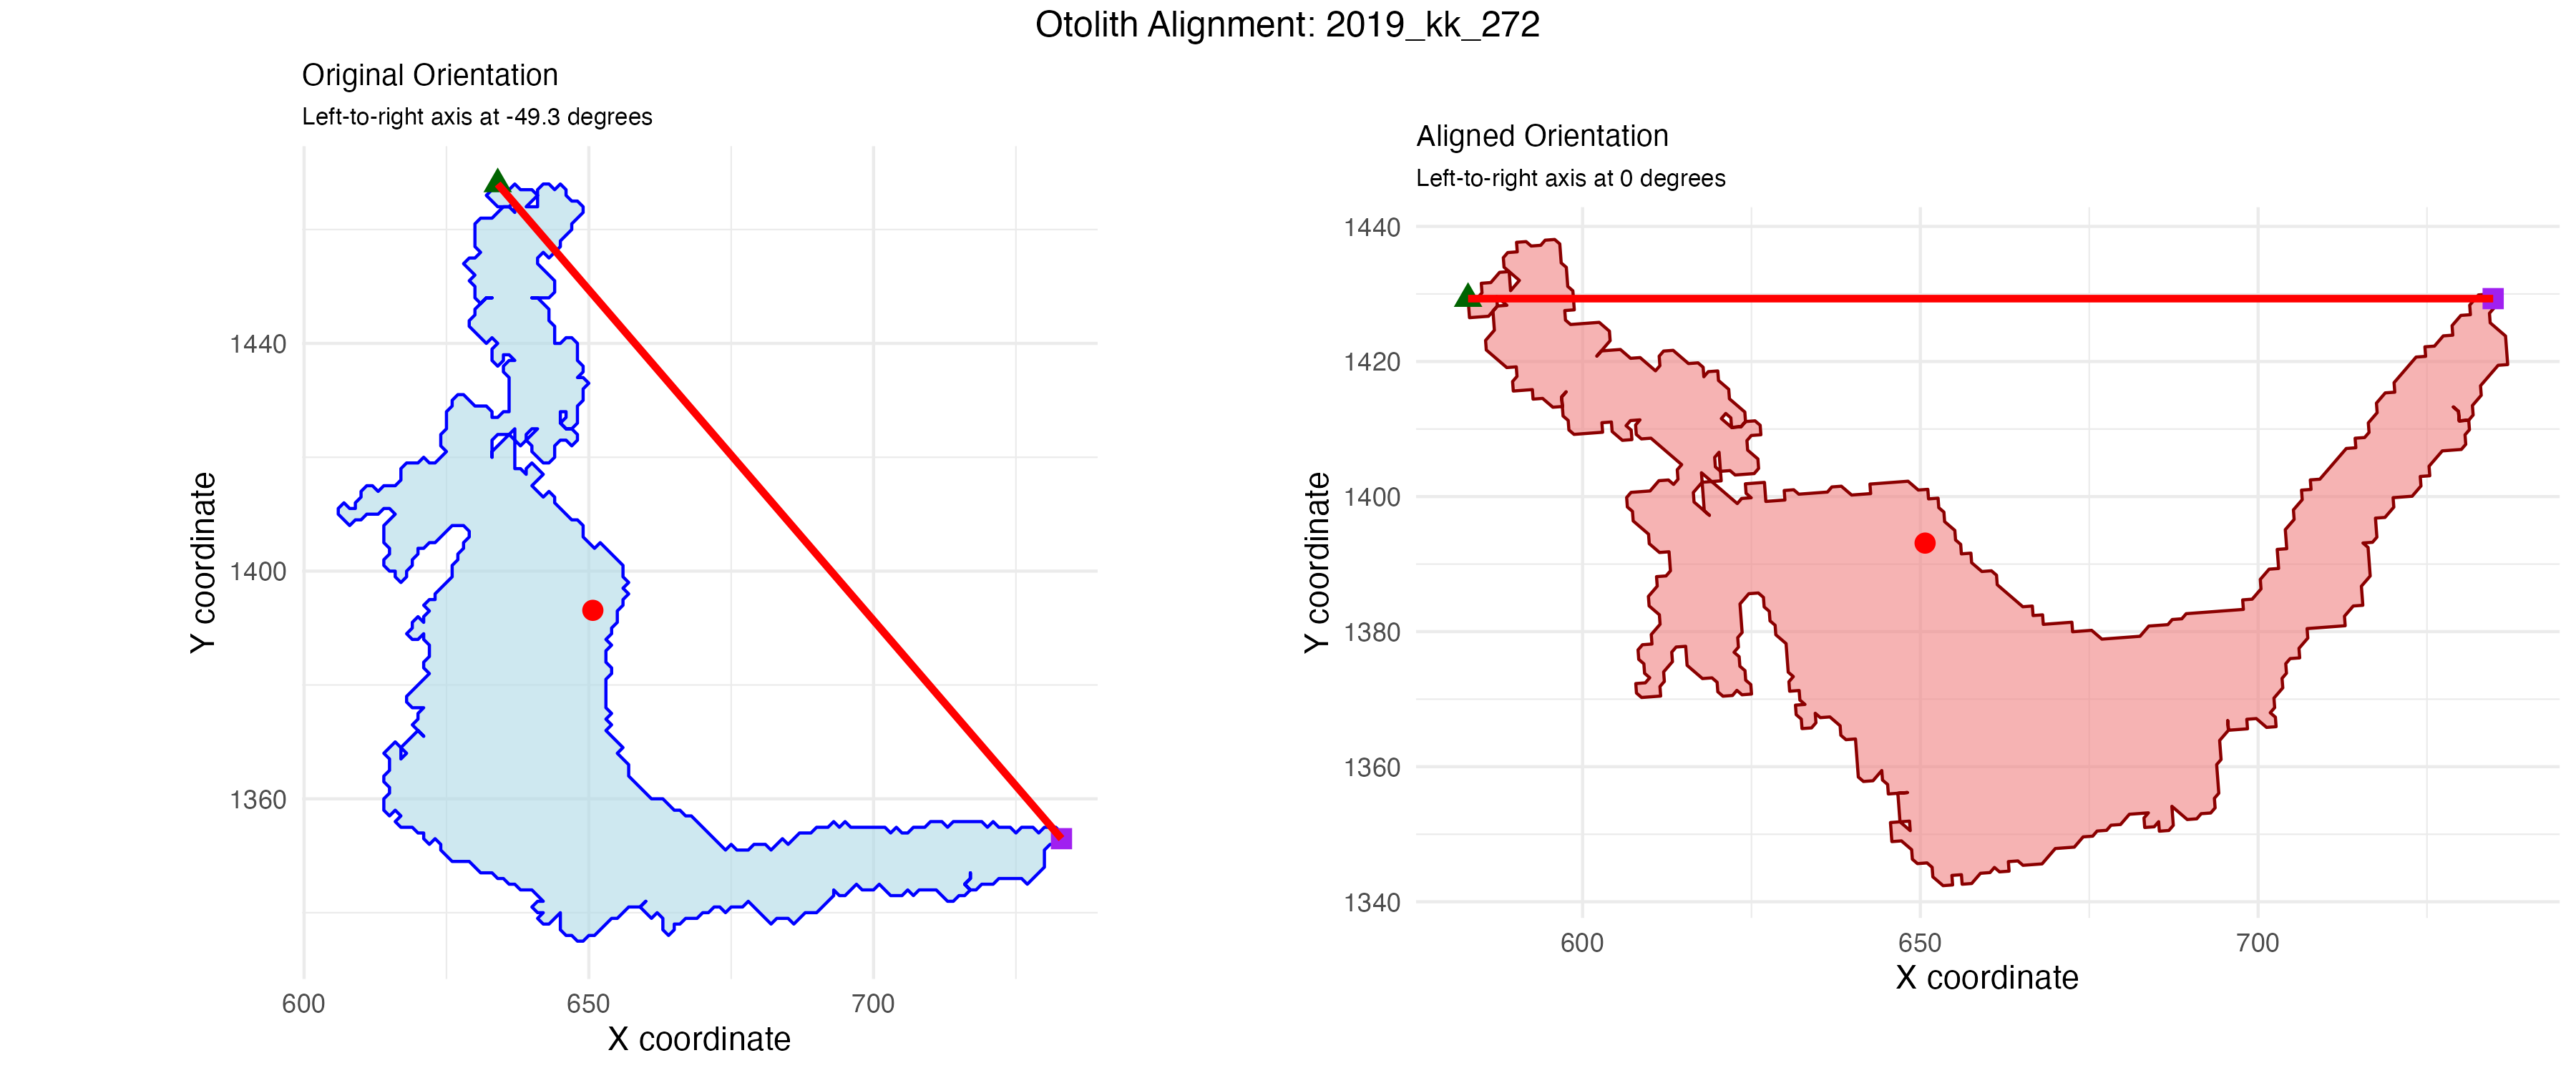 Otolith Alignment: 2019_kk_272
Original Orientation
Left-to-right axis at -49.3 degrees
Y coordinate
1440
1400
1360
600
650
700
X coordinate
Aligned Orientation
Left-to-right axis at 0 degrees
Y coordinate
1440
1420
1400
1380
1360
1340
600
650
700
X coordinate